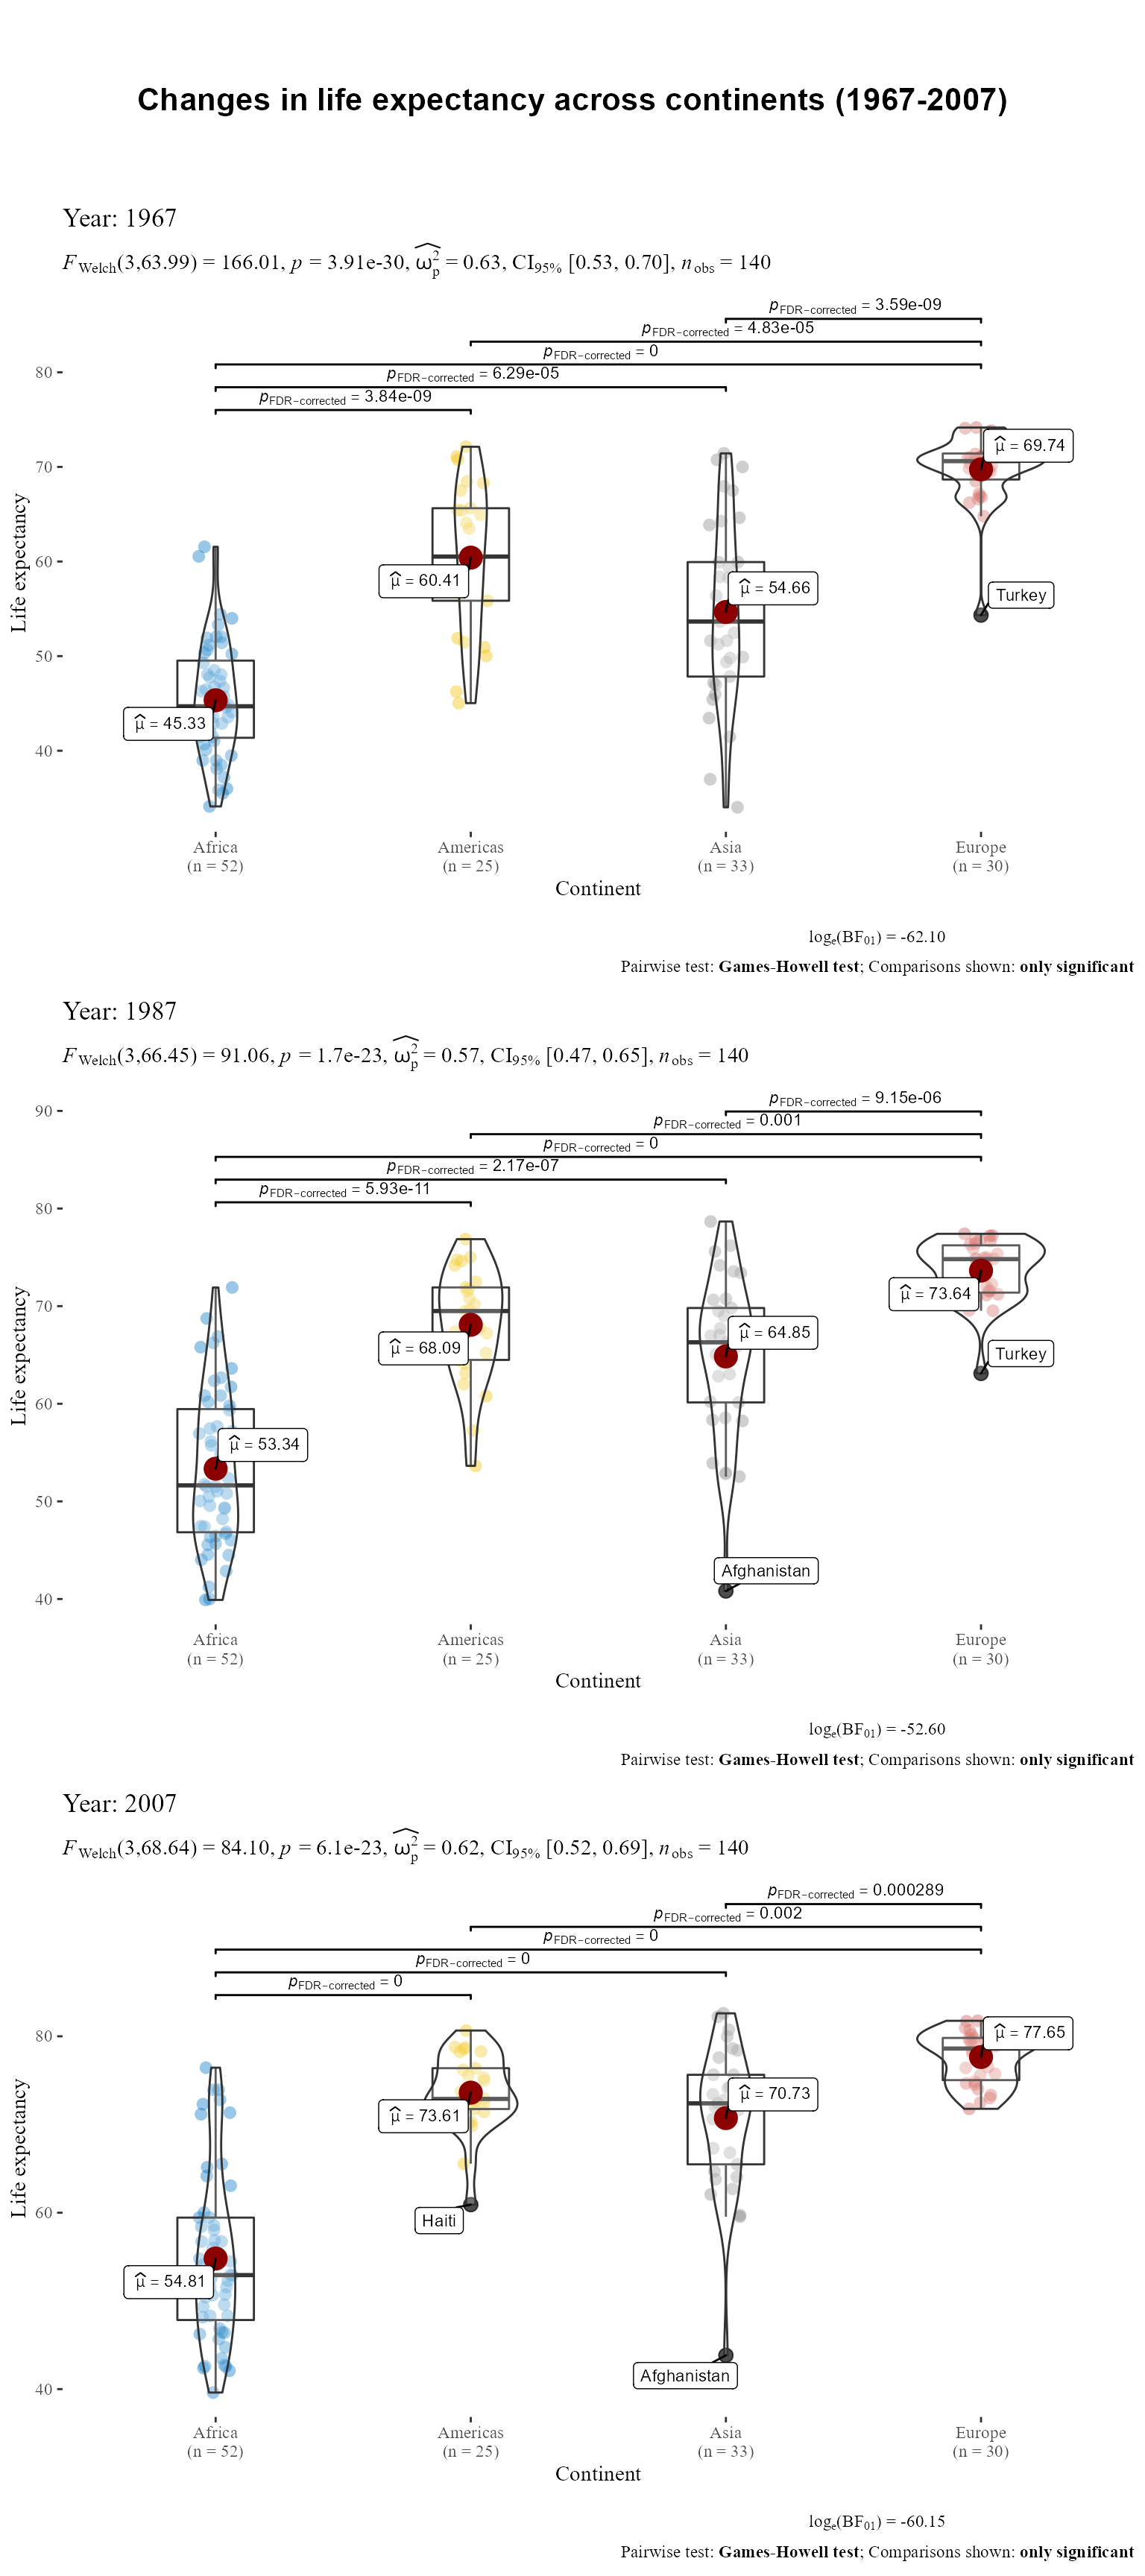 Changes in life expectancy across continents (1967-2007)
Year: 1967
F Welch(3,63.99) = 166.01, p = 3.91e-30, ω̂²p = 0.63, CI95% [0.53, 0.70], nobs = 140
pFDR−corrected = 3.59e-09
pFDR−corrected = 4.83e-05
pFDR−corrected = 0
pFDR−corrected = 6.29e-05
pFDR−corrected = 3.84e-09
80
70
60
50
40
Life expectancy
μ̂ = 69.74
μ̂ = 60.41
μ̂ = 54.66
Turkey
μ̂ = 45.33
Africa
(n = 52)
Americas
(n = 25)
Asia
(n = 33)
Europe
(n = 30)
Continent
loge(BF01) = -62.10
Pairwise test: Games-Howell test; Comparisons shown: only significant
Year: 1987
F Welch(3,66.45) = 91.06, p = 1.7e-23, ω̂²p = 0.57, CI95% [0.47, 0.65], nobs = 140
pFDR−corrected = 9.15e-06
pFDR−corrected = 0.001
pFDR−corrected = 0
pFDR−corrected = 2.17e-07
pFDR−corrected = 5.93e-11
90
80
70
60
50
40
Life expectancy
μ̂ = 73.64
μ̂ = 64.85
μ̂ = 68.09
Turkey
μ̂ = 53.34
Afghanistan
Africa
(n = 52)
Americas
(n = 25)
Asia
(n = 33)
Europe
(n = 30)
Continent
loge(BF01) = -52.60
Pairwise test: Games-Howell test; Comparisons shown: only significant
Year: 2007
F Welch(3,68.64) = 84.10, p = 6.1e-23, ω̂²p = 0.62, CI95% [0.52, 0.69], nobs = 140
pFDR−corrected = 0.000289
pFDR−corrected = 0.002
pFDR−corrected = 0
pFDR−corrected = 0
pFDR−corrected = 0
80
60
40
Life expectancy
μ̂ = 77.65
μ̂ = 70.73
μ̂ = 73.61
Haiti
μ̂ = 54.81
Afghanistan
Africa
(n = 52)
Americas
(n = 25)
Asia
(n = 33)
Europe
(n = 30)
Continent
loge(BF01) = -60.15
Pairwise test: Games-Howell test; Comparisons shown: only significant